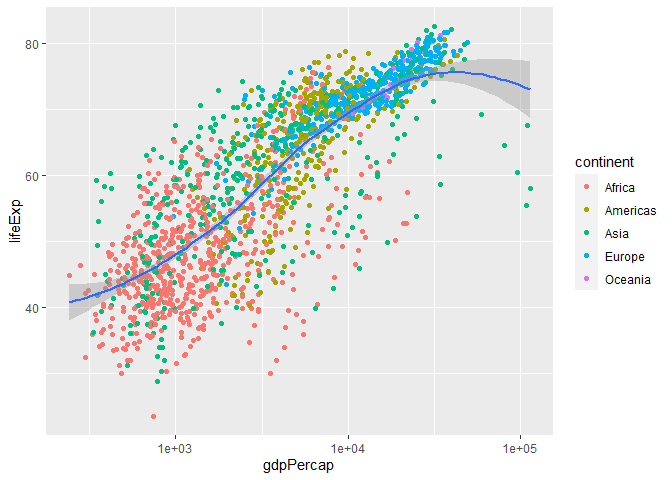 80
60
40
lifeExp
1e+03
1e+04
1e+05
gdpPercap
continent
Africa
Americas
Asia
Europe
Oceania